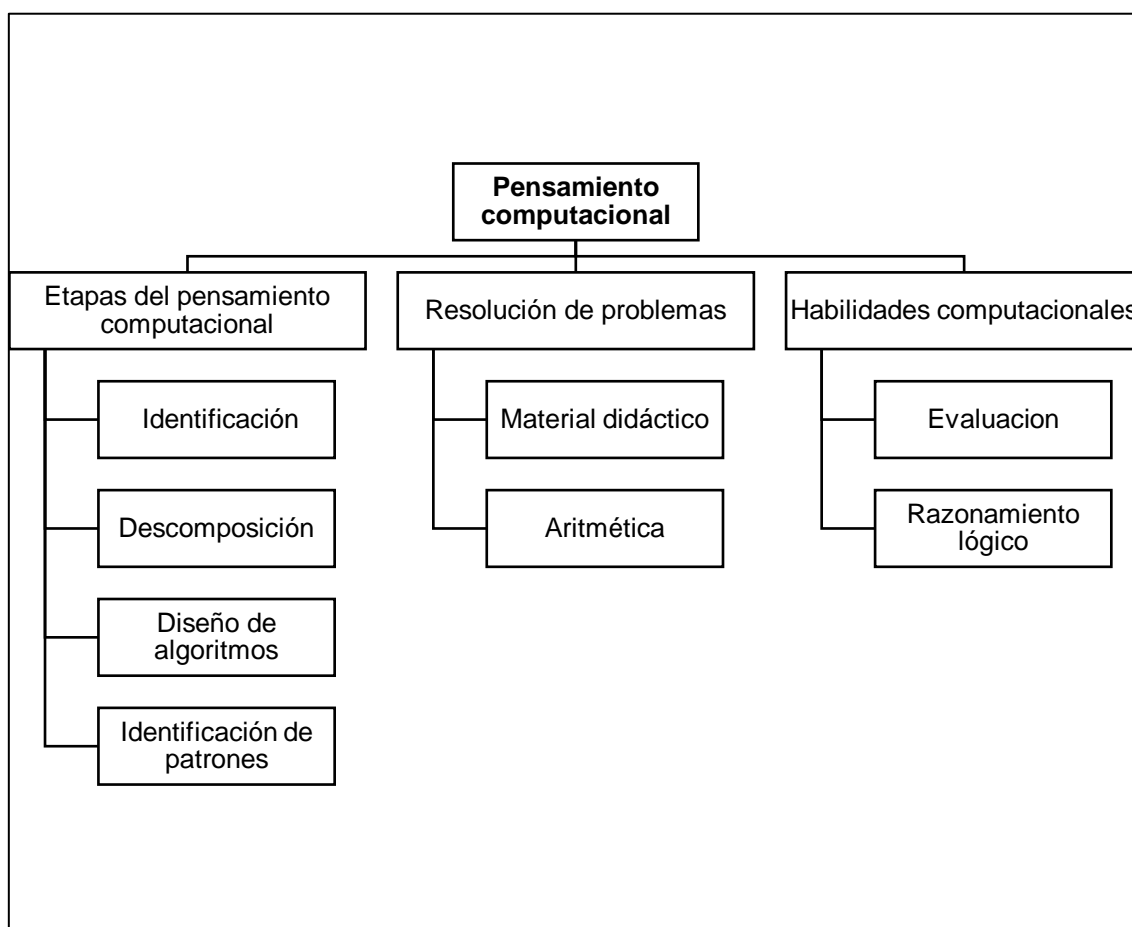 Pensamiento
computacional
Etapas del pensamiento
computacional
Identificación
Descomposición
Diseño de
algoritmos
Identificación de
patrones
Resolución de problemas
Material didáctico
Aritmética
Habilidades computacionales
Evaluacion
Razonamiento
lógico